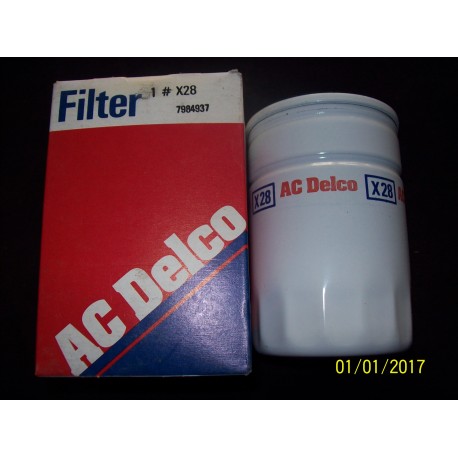 Filter
1 # X28
7984937
AC Delco
X28 AC Delco X28 A
01/01/2017